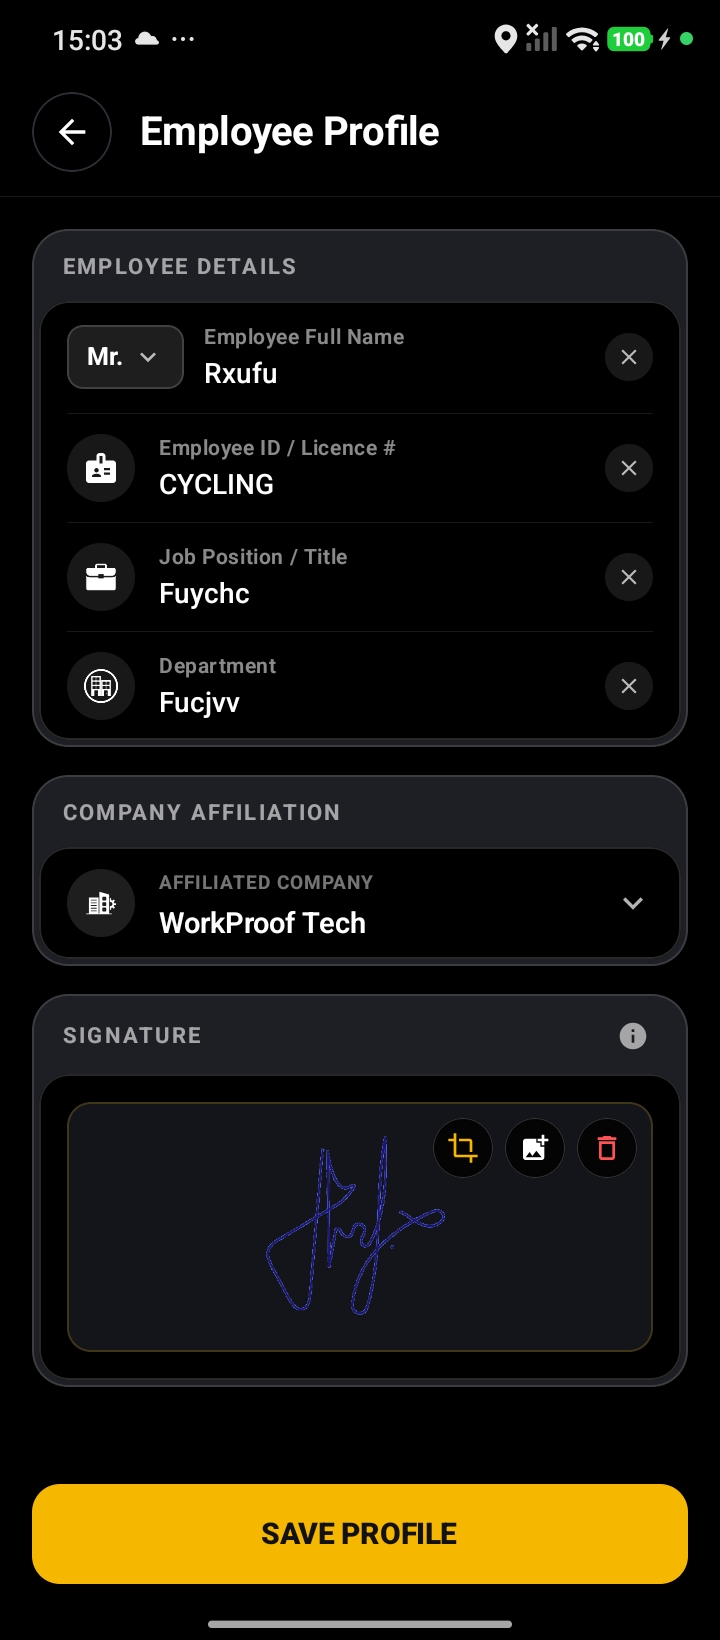 15:03
100
Employee Profile
EMPLOYEE DETAILS
Mr.
Employee Full Name
Rxufu
Employee ID / Licence #
CYCLING
Job Position / Title
Fuychc
Department
Fucjvv
COMPANY AFFILIATION
AFFILIATED COMPANY
WorkProof Tech
SIGNATURE
SAVE PROFILE